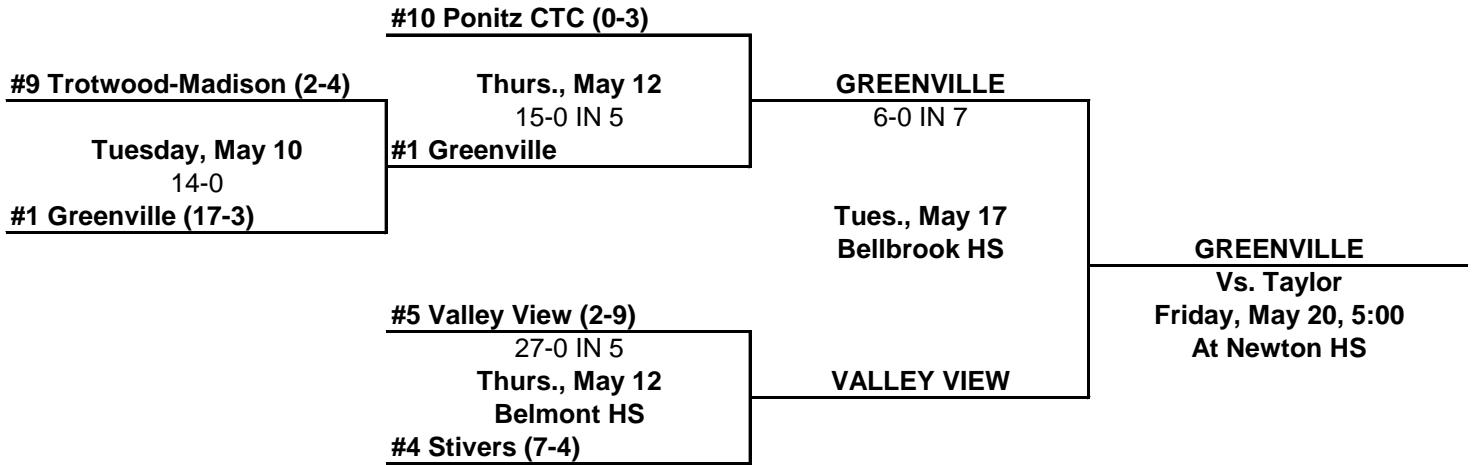 #10 Ponitz CTC (0-3)
#9 Trotwood-Madison (2-4)
Thurs., May 12
GREENVILLE
15-0 IN 5
6-0 IN 7
Tuesday, May 10
#1 Greenville
14-0
#1 Greenville (17-3)
Tues., May 17
Bellbrook HS
GREENVILLE
Vs. Taylor
#5 Valley View (2-9)
Friday, May 20, 5:00
27-0 IN 5
At Newton HS
Thurs., May 12
VALLEY VIEW
Belmont HS
#4 Stivers (7-4)